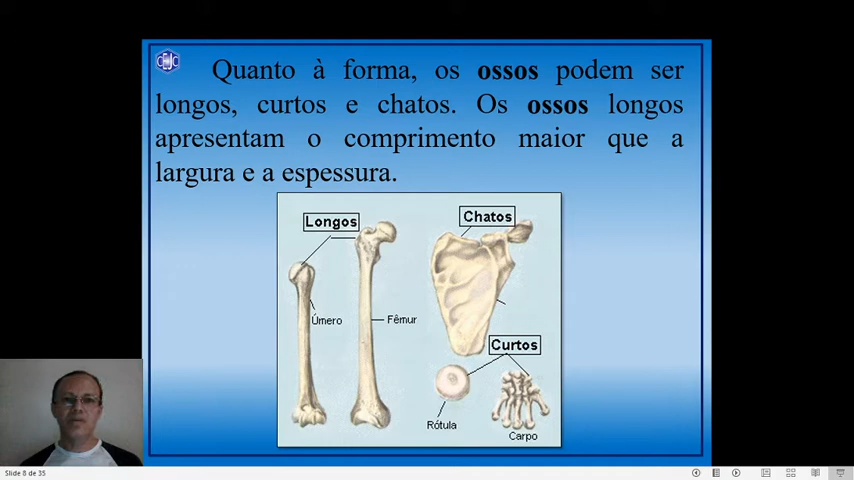 CEJC
Quanto à forma, os ossos podem ser
longos, curtos e chatos. Os ossos longos
apresentam o comprimento maior que a
largura e a espessura.
Longos
Chatos
Úmero
Fêmur
Curtos
Rótula
Carpo
Slide 8 de 35